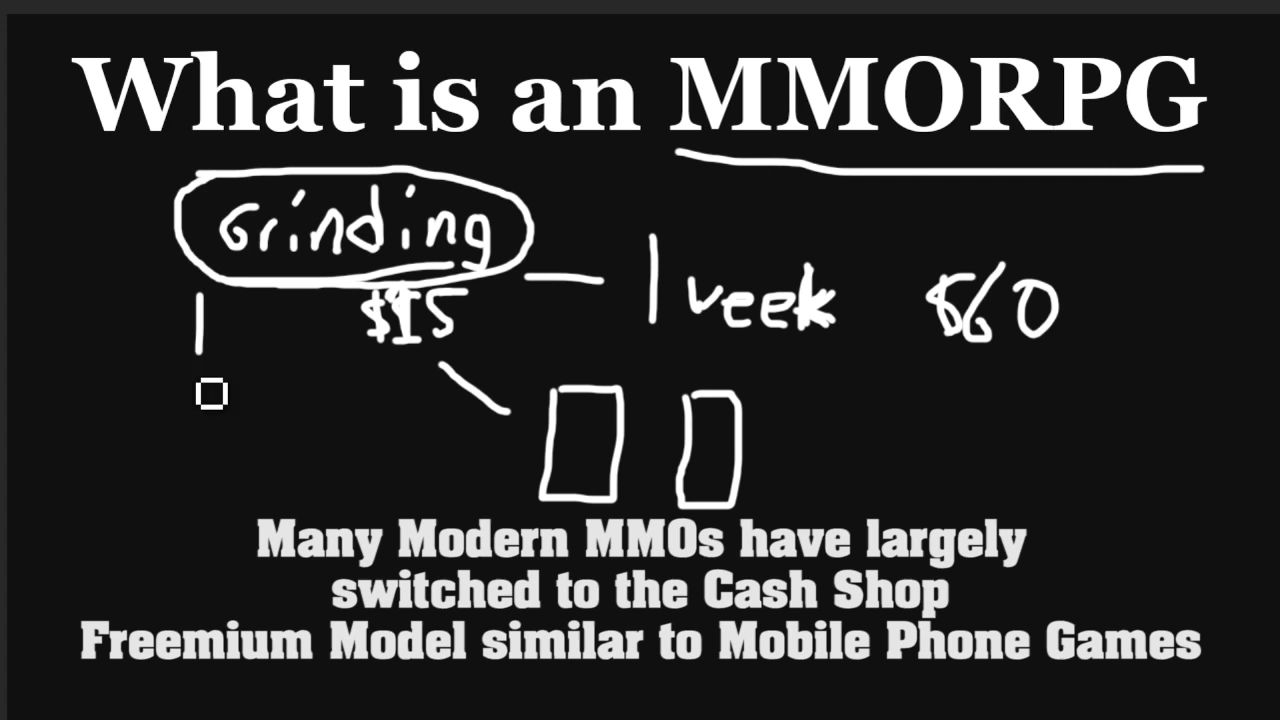 What is an MMORPG
Grinding
$15
1 week $60
Many Modern MMOs have largely
switched to the Cash Shop
Freemium Model similar to Mobile Phone Games